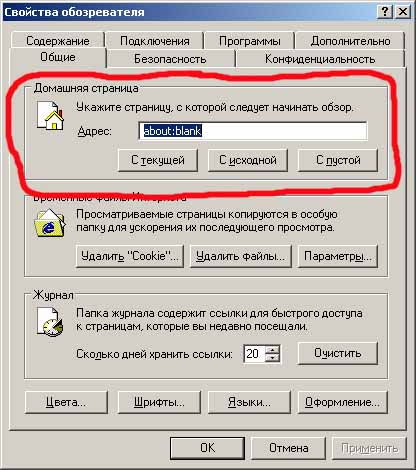 Свойства обозревателя
Содержание Подключения Программы Дополнительно
Общие Безопасность Конфиденциальность
Домашняя страница
Укажите страницу, с которой следует начинать обзор.
Адрес: about:blank
С текущей С исходной С пустой
Временные файлы Интернета
Просматриваемые страницы копируются в особую
папку для ускорения их последующего просмотра.
Удалить "Cookie"... Удалить файлы... Параметры...
Журнал
Папка журнала содержит ссылки для быстрого доступа
к страницам, которые вы недавно посещали.
Сколько дней хранить ссылки: 20 Очистить
Цвета... Шрифты... Языки... Оформление...
OK Отмена Применить